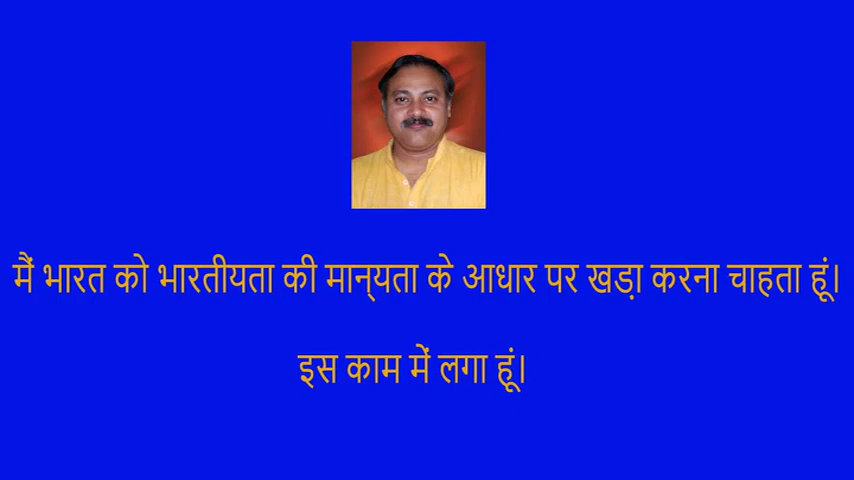 मैं भारत को भारतीयता की मान्यता के आधार पर खड़ा करना चाहता हूं।
इस काम में लगा हूं।